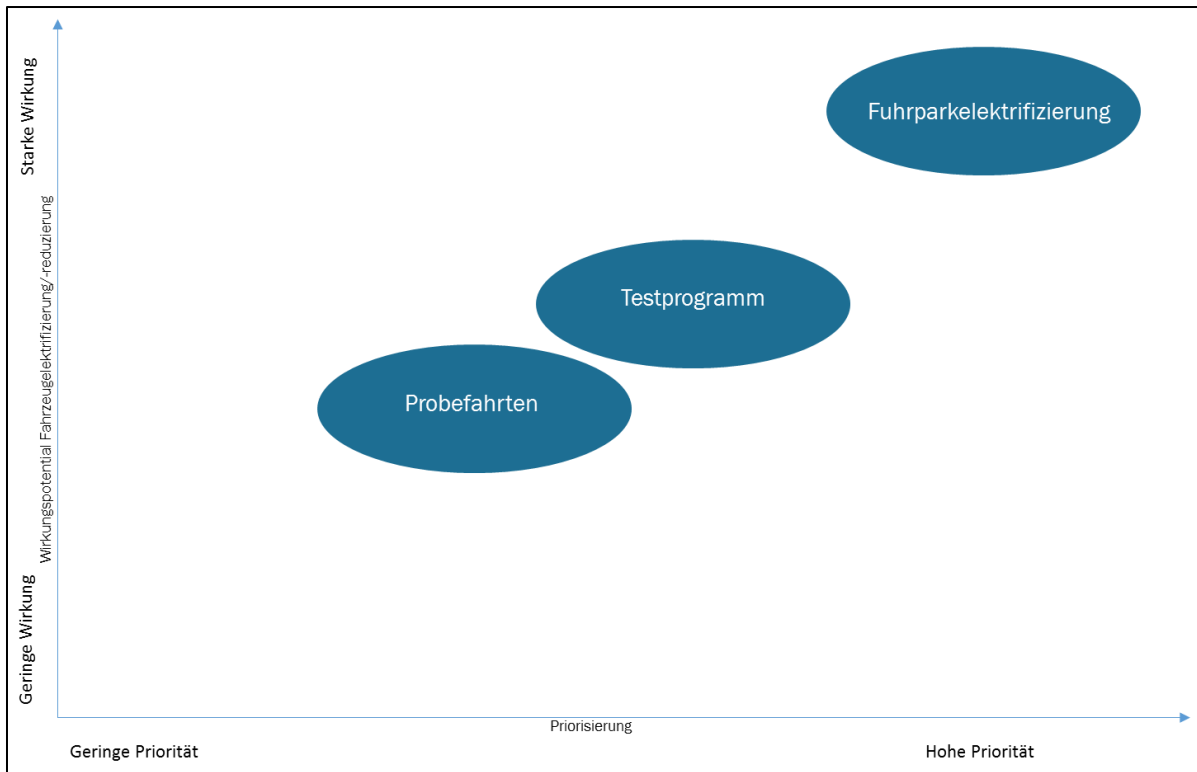 Starke Wirkung
Wirkungspotential Fahrzeugelektrifizierung/-reduzierung
Geringe Wirkung
Fuhrparkelektrifizierung
Testprogramm
Probefahrten
Priorisierung
Geringe Priorität
Hohe Priorität